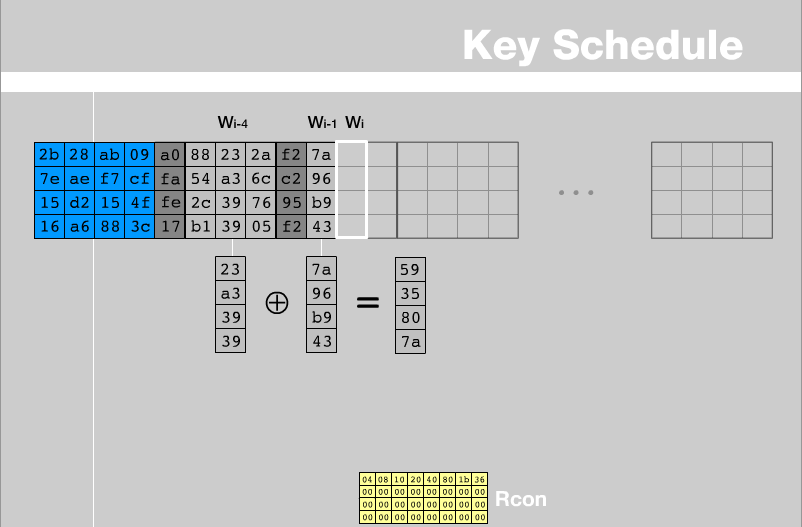 Key Schedule
Wi-4 Wi-1 Wi
2b 28 ab 09 a0 88 23 2a f2 7a
7e ae f7 cf fa 54 a3 6c c2 96
15 d2 15 4f fe 2c 39 76 95 b9
16 a6 88 3c 17 b1 39 05 f2 43
• • •
23 7a 59
a3 96 35
⊕ =
39 b9 80
39 43 7a
04 08 10 20 40 80 1b 36
00 00 00 00 00 00 00 00
Rcon
00 00 00 00 00 00 00 00
00 00 00 00 00 00 00 00